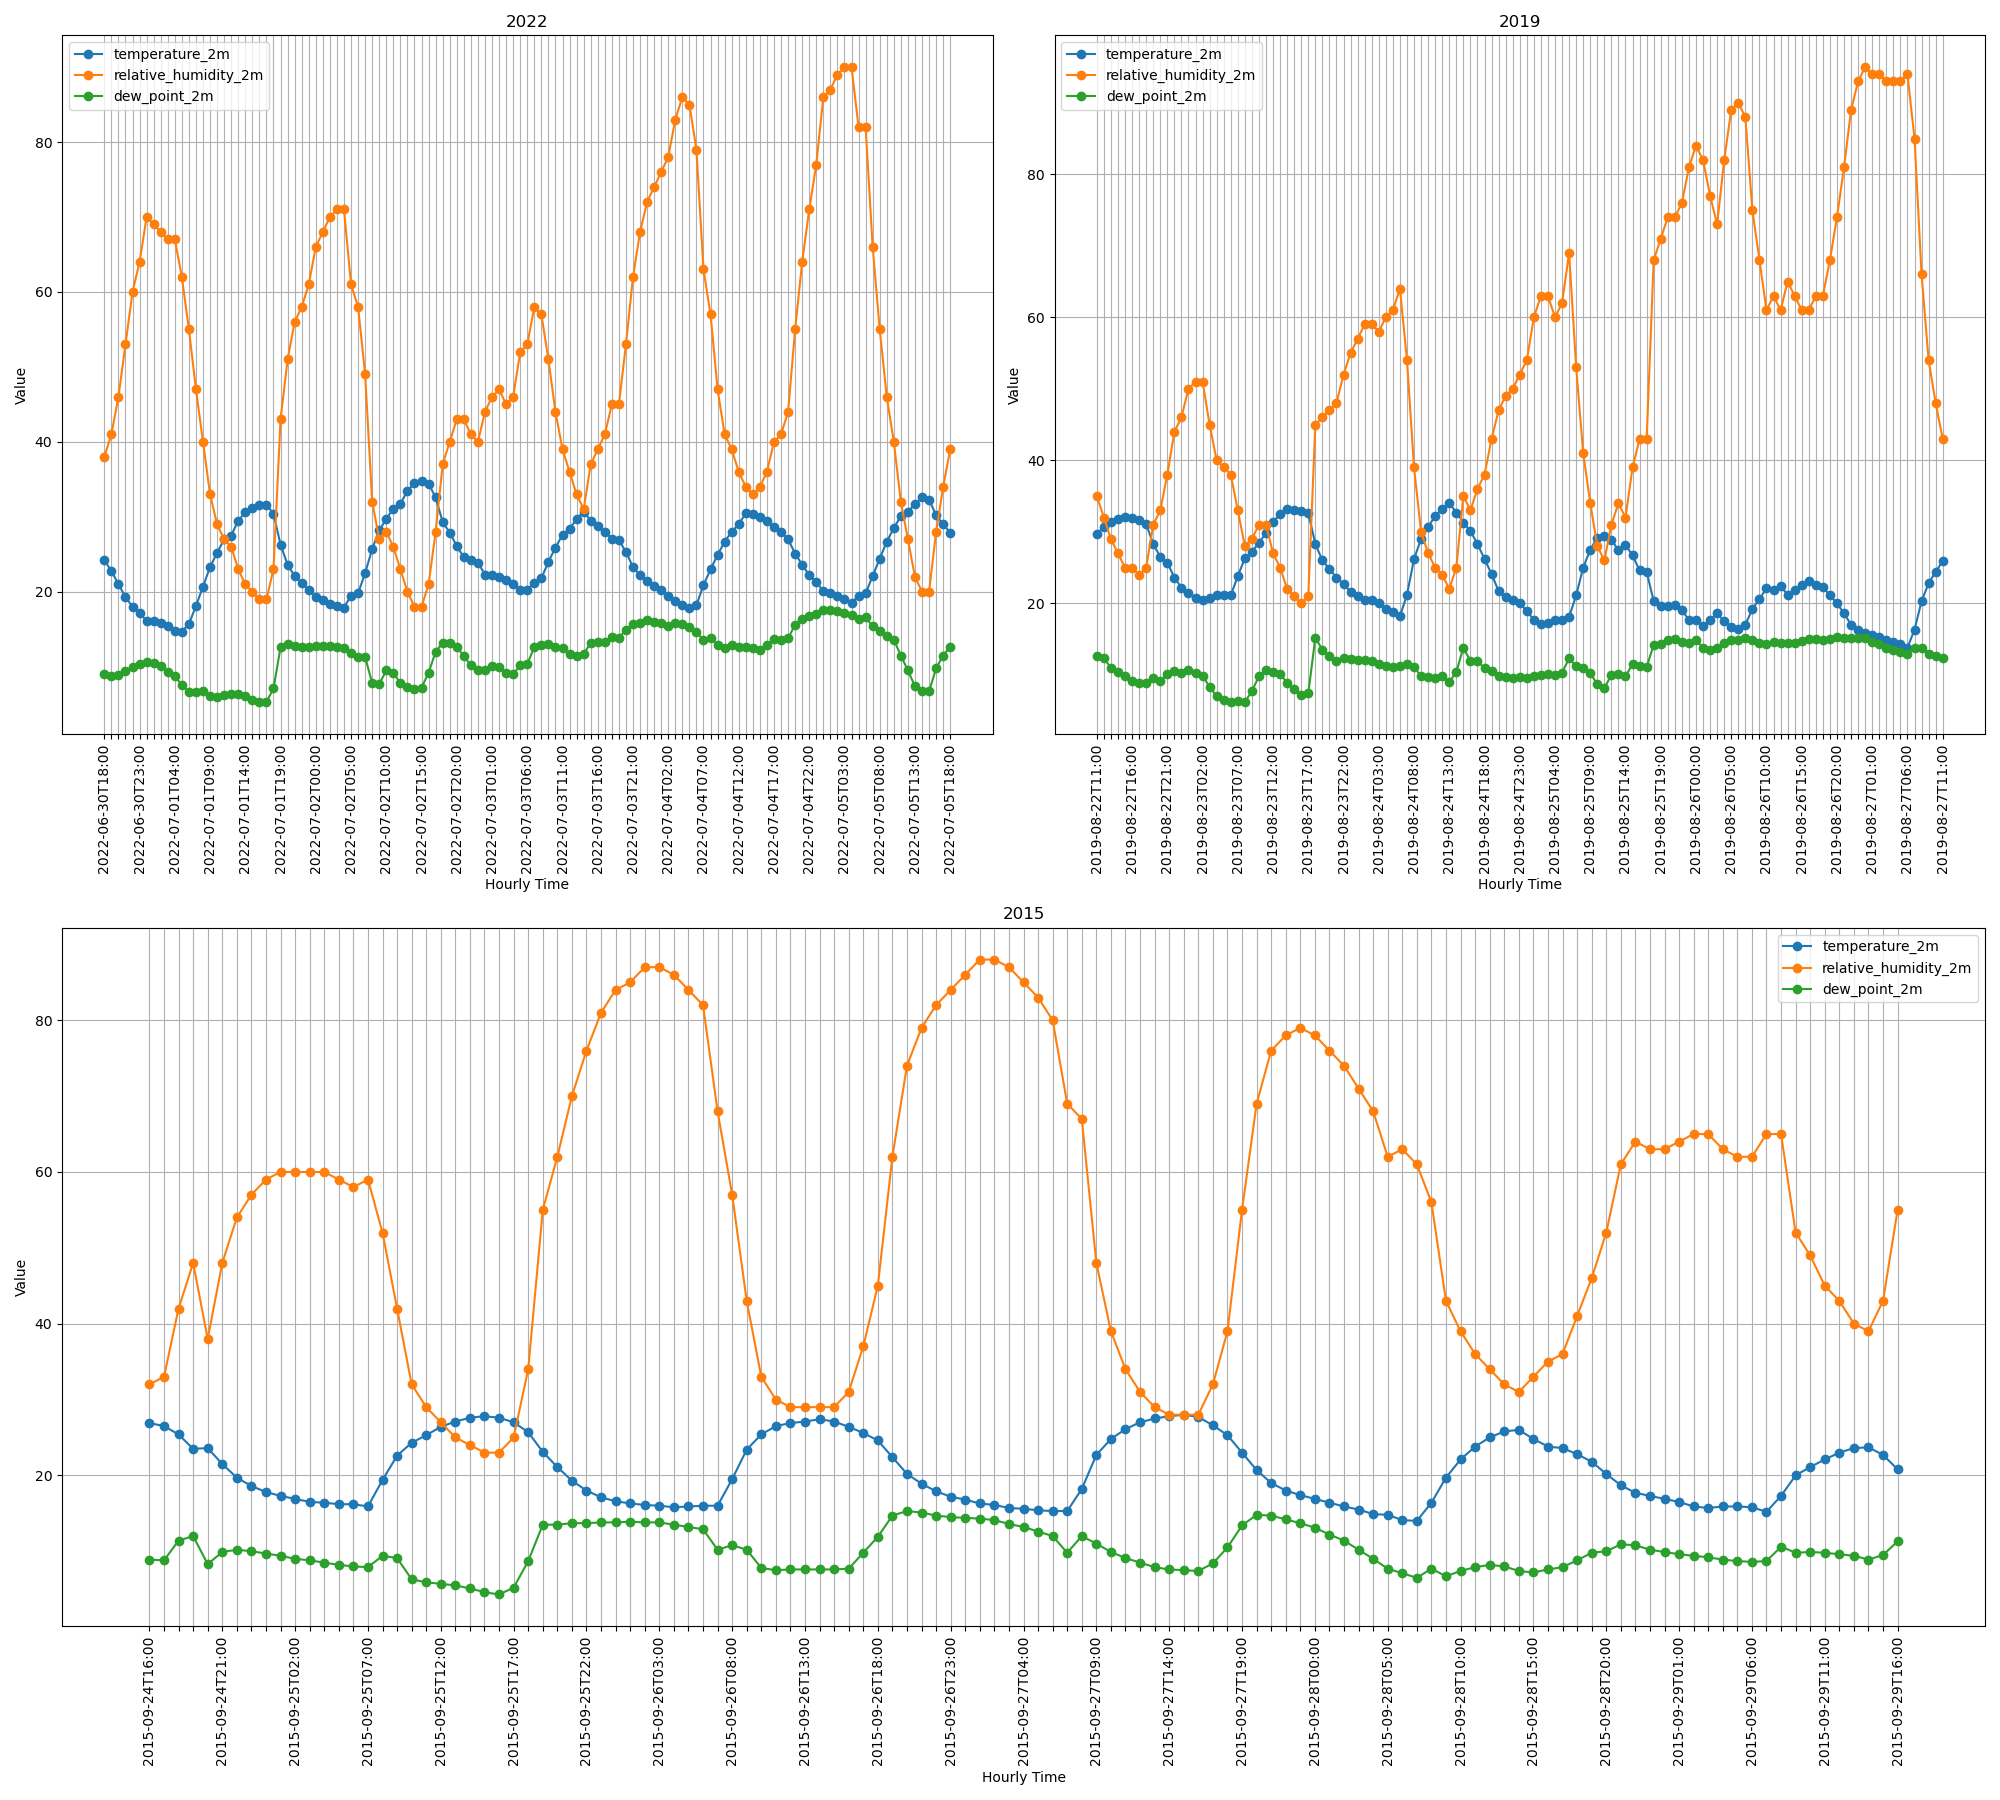 2022
temperature_2m
relative_humidity_2m
dew_point_2m
80
60
40
20
Value
2022-06-30T18:00
2022-06-30T23:00
2022-07-01T04:00
2022-07-01T09:00
2022-07-01T14:00
2022-07-01T19:00
2022-07-02T00:00
2022-07-02T05:00
2022-07-02T10:00
2022-07-02T15:00
2022-07-02T20:00
2022-07-03T01:00
2022-07-03T06:00
2022-07-03T11:00
2022-07-03T16:00
2022-07-03T21:00
2022-07-04T02:00
2022-07-04T07:00
2022-07-04T12:00
2022-07-04T17:00
2022-07-04T22:00
2022-07-05T03:00
2022-07-05T08:00
2022-07-05T13:00
2022-07-05T18:00
Hourly Time
2019
temperature_2m
relative_humidity_2m
dew_point_2m
80
60
40
20
Value
2019-08-22T11:00
2019-08-22T16:00
2019-08-22T21:00
2019-08-23T02:00
2019-08-23T07:00
2019-08-23T12:00
2019-08-23T17:00
2019-08-23T22:00
2019-08-24T03:00
2019-08-24T08:00
2019-08-24T13:00
2019-08-24T18:00
2019-08-24T23:00
2019-08-25T04:00
2019-08-25T09:00
2019-08-25T14:00
2019-08-25T19:00
2019-08-26T00:00
2019-08-26T05:00
2019-08-26T10:00
2019-08-26T15:00
2019-08-26T20:00
2019-08-27T01:00
2019-08-27T06:00
2019-08-27T11:00
Hourly Time
2015
temperature_2m
relative_humidity_2m
dew_point_2m
80
60
40
20
Value
2015-09-24T16:00
2015-09-24T21:00
2015-09-25T02:00
2015-09-25T07:00
2015-09-25T12:00
2015-09-25T17:00
2015-09-25T22:00
2015-09-26T03:00
2015-09-26T08:00
2015-09-26T13:00
2015-09-26T18:00
2015-09-26T23:00
2015-09-27T04:00
2015-09-27T09:00
2015-09-27T14:00
2015-09-27T19:00
2015-09-28T00:00
2015-09-28T05:00
2015-09-28T10:00
2015-09-28T15:00
2015-09-28T20:00
2015-09-29T01:00
2015-09-29T06:00
2015-09-29T11:00
2015-09-29T16:00
Hourly Time